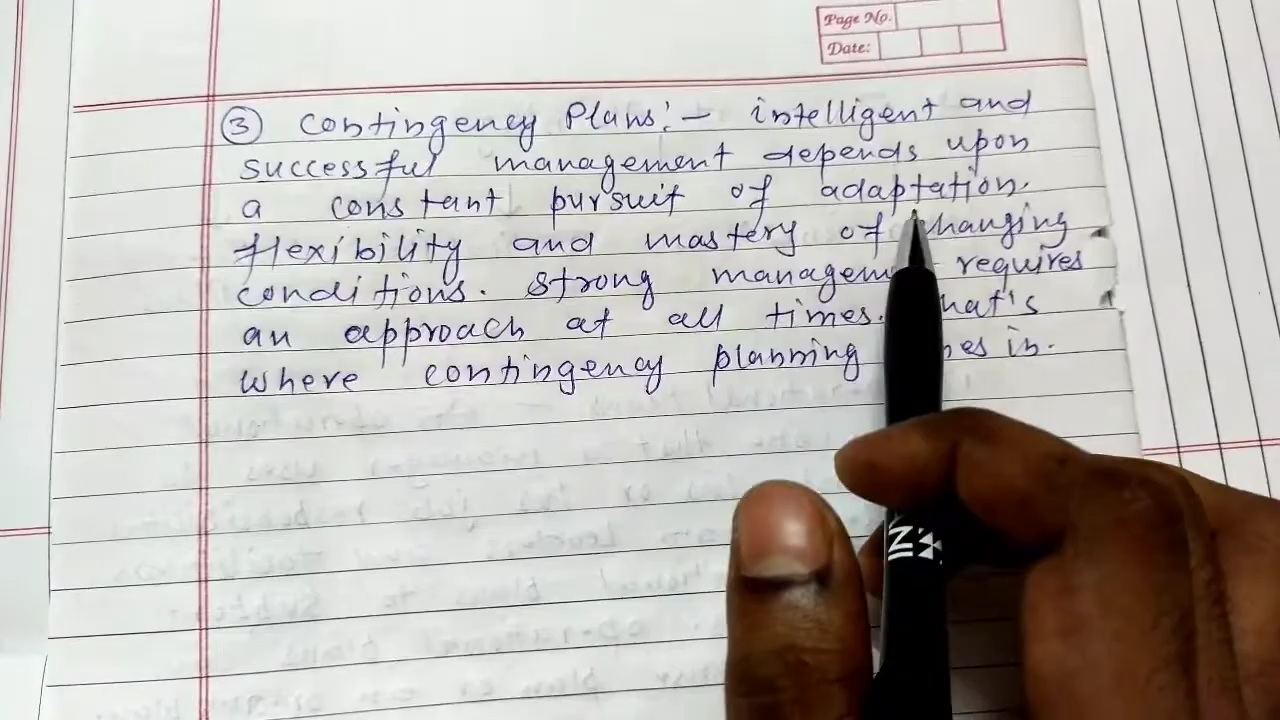 Page No.
Date:
③ Contingency Plans:- intelligent and
successful management depends upon
a constant pursuit of adaptation.
flexibility and mastery of changing
conditions. Strong requires
an approach at all times.
where contingency planning in.